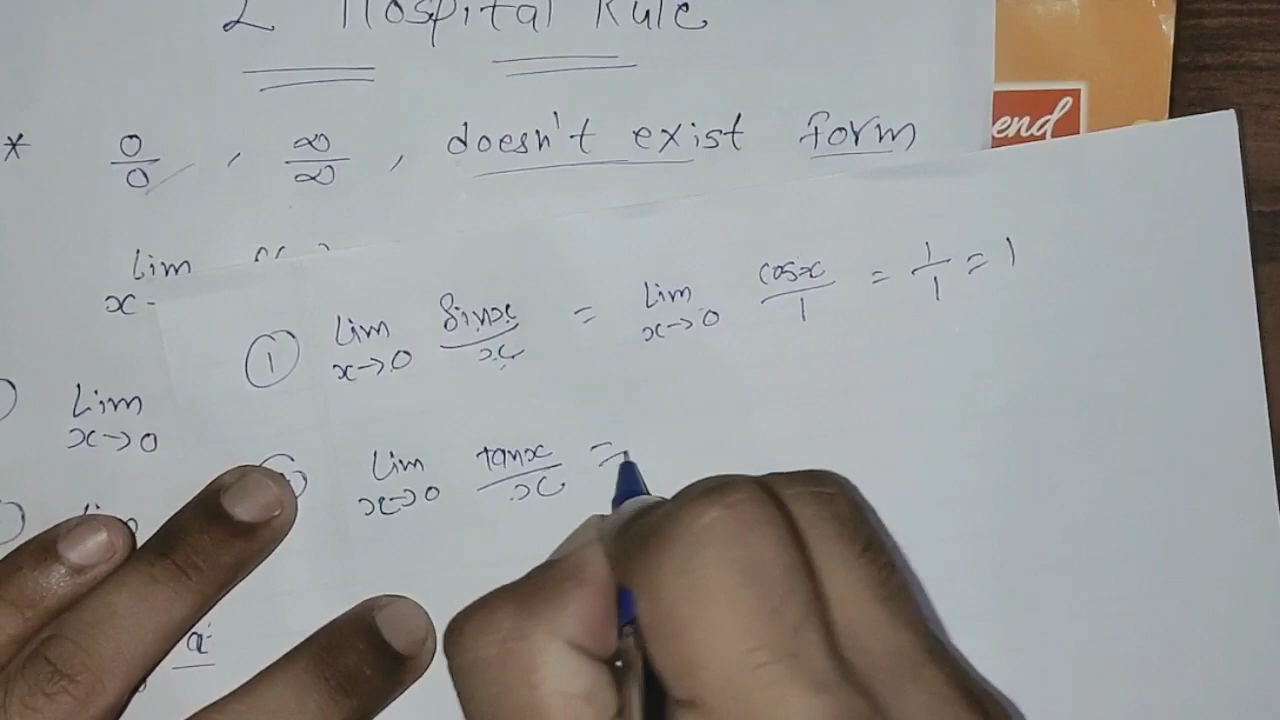 L Hospital Rule
end
* 0/0 , ∞/∞ , doesn't exist form
lim
x-
① lim x→0 sinx/x = lim x→0 cosx/1 = 1/1 = 1
lim x→0
lim x→0 tanx/x =
a